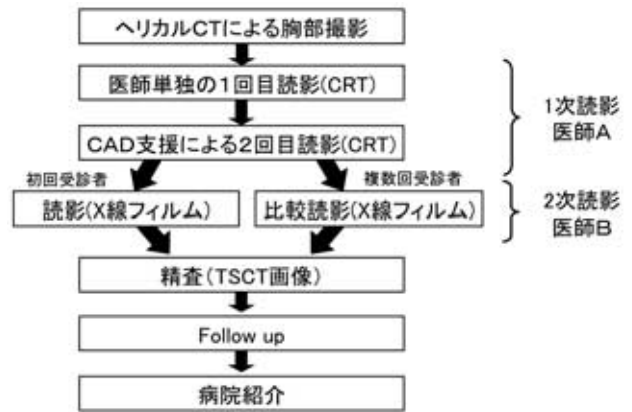 ヘリカルCTによる胸部撮影
医師単独の1回目読影(CRT)
CAD支援による2回目読影(CRT)
1次読影
医師A
初回受診者
複数回受診者
読影(X線フィルム)
比較読影(X線フィルム)
2次読影
医師B
精査(TSCT画像)
Follow up
病院紹介